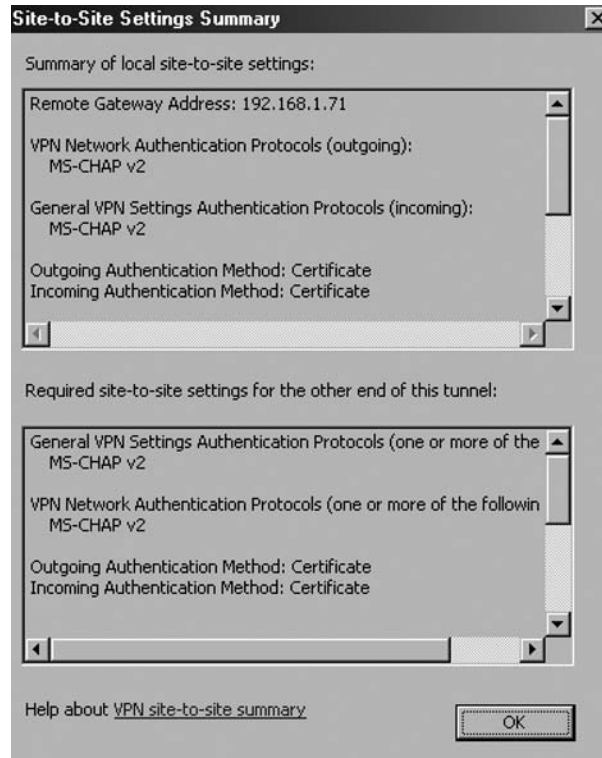 Site-to-Site Settings Summary
Summary of local site-to-site settings:
Remote Gateway Address: 192.168.1.71
VPN Network Authentication Protocols (outgoing):
MS-CHAP v2
General VPN Settings Authentication Protocols (incoming):
MS-CHAP v2
Outgoing Authentication Method: Certificate
Incoming Authentication Method: Certificate
Required site-to-site settings for the other end of this tunnel:
General VPN Settings Authentication Protocols (one or more of the
MS-CHAP v2
VPN Network Authentication Protocols (one or more of the followin
MS-CHAP v2
Outgoing Authentication Method: Certificate
Incoming Authentication Method: Certificate
Help about VPN site-to-site summary
OK